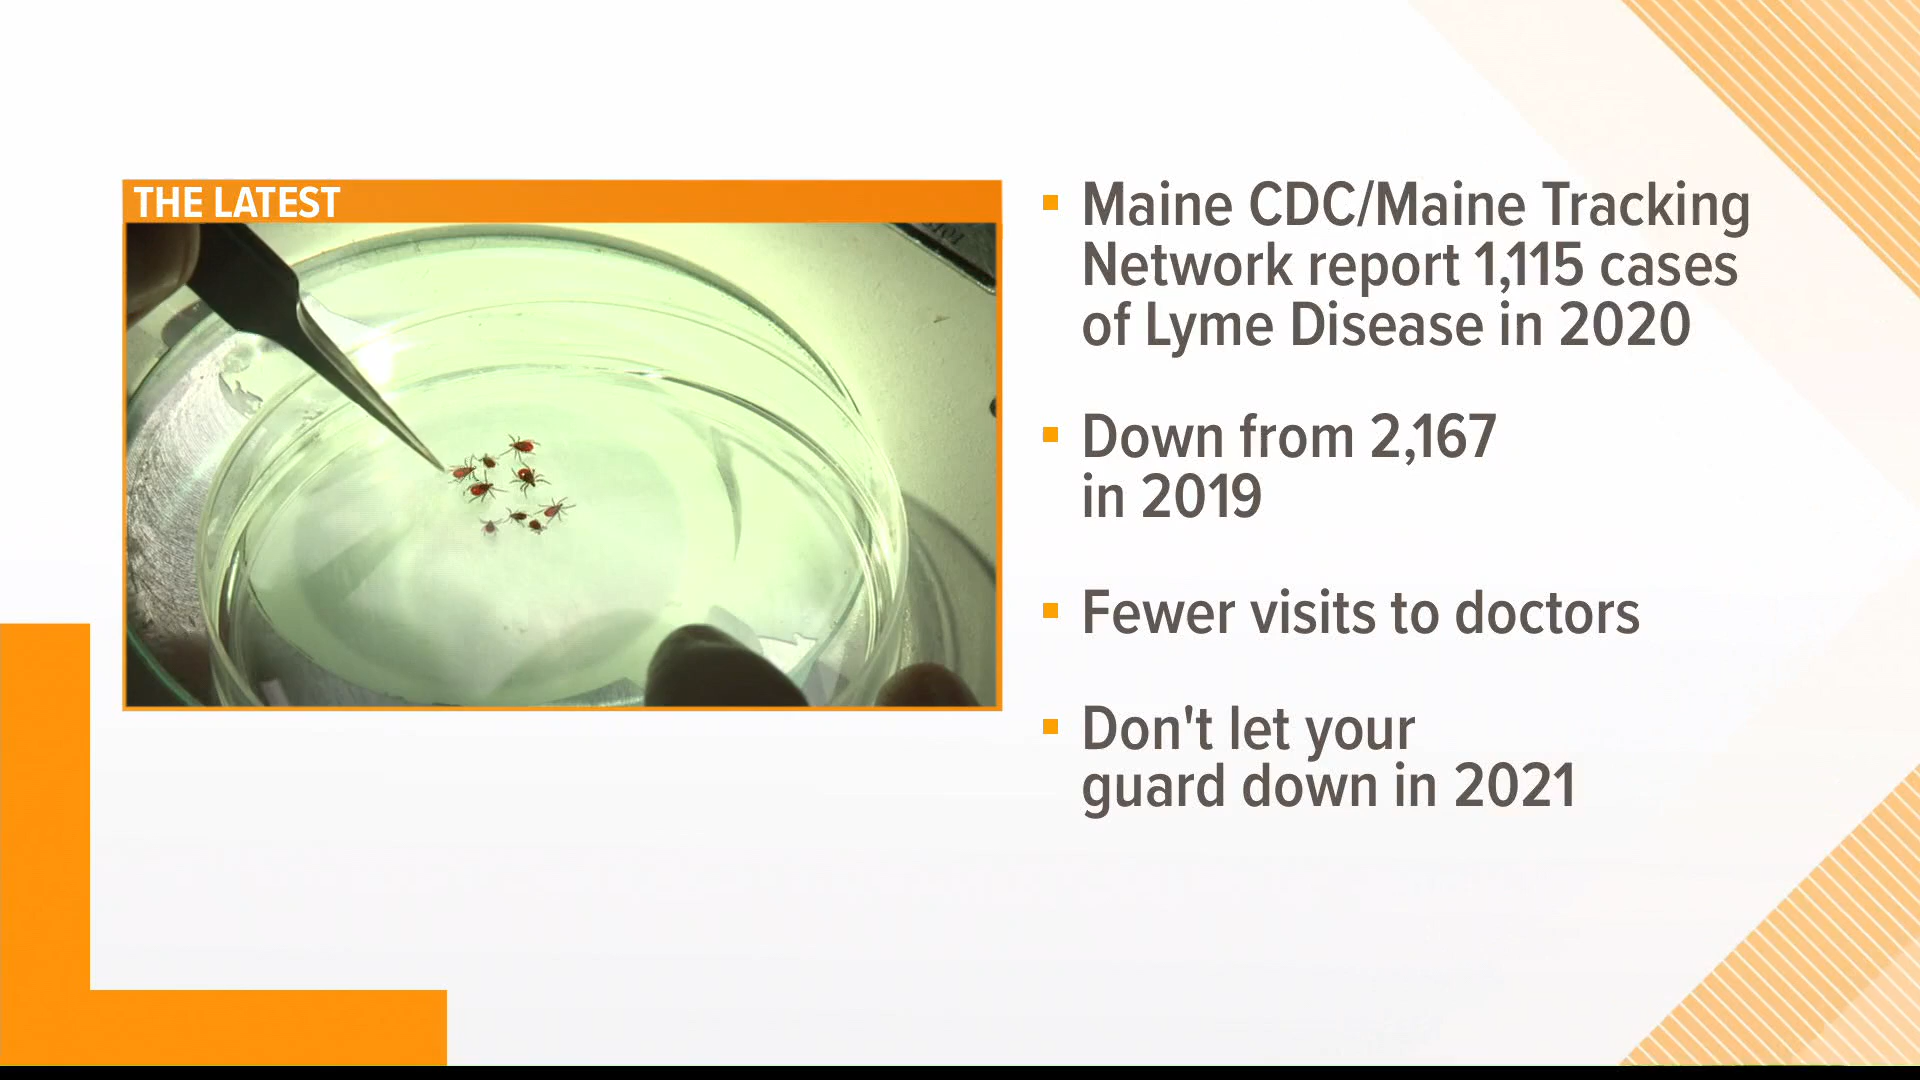 THE LATEST
Maine CDC/Maine Tracking
Network report 1,115 cases
of Lyme Disease in 2020
Down from 2,167
in 2019
Fewer visits to doctors
Don't let your
guard down in 2021